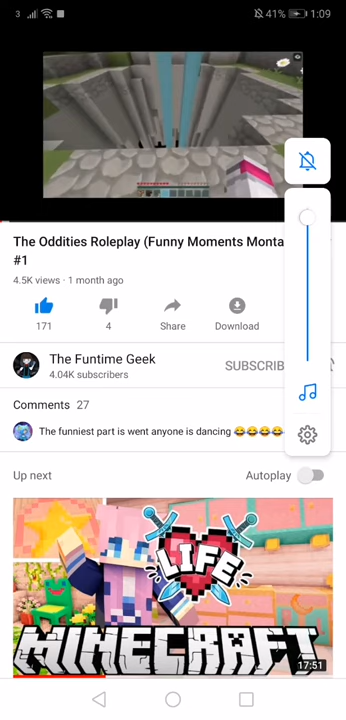 3
41%
1:09
The Oddities Roleplay (Funny Moments Monta
#1
4.5K views · 1 month ago
171
4
Share
Download
The Funtime Geek
SUBSCRIB
4.04K subscribers
Comments 27
The funniest part is went anyone is dancing 😂😂😂😂
Up next
Autoplay
LIFE
MINECRAFT
17:51